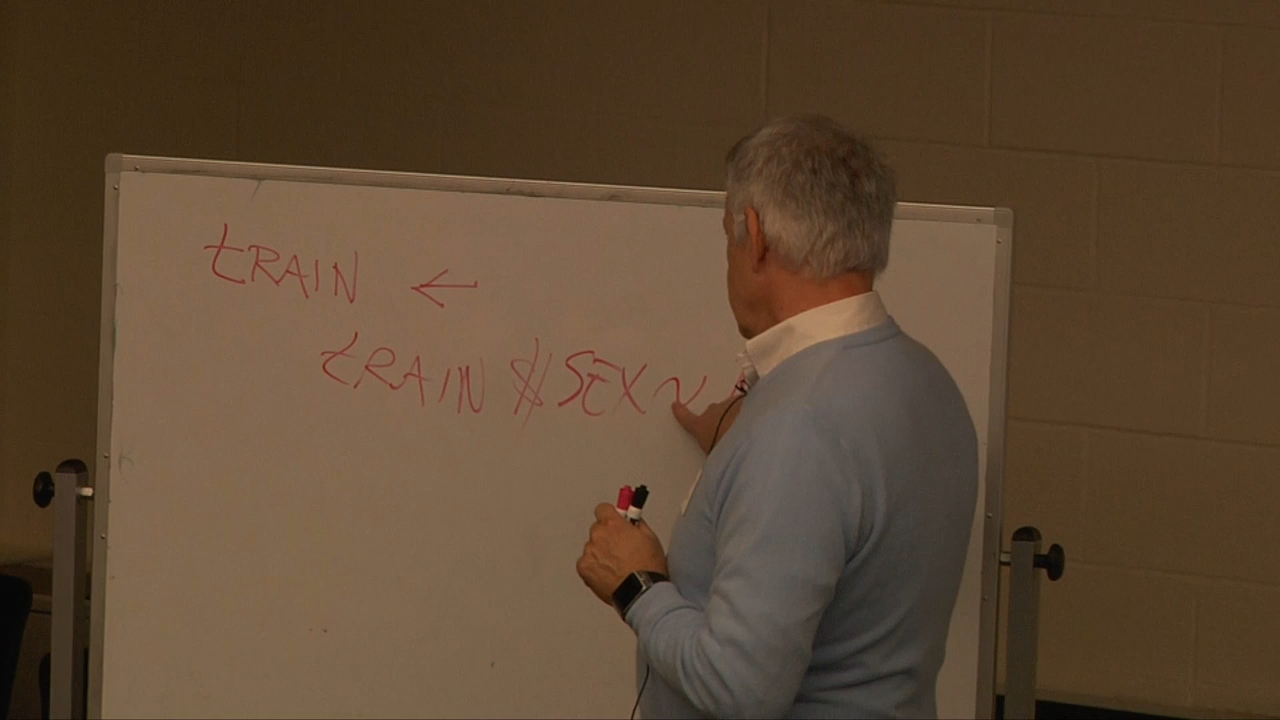 tRAIN ←
tRAIN $ SEX ~